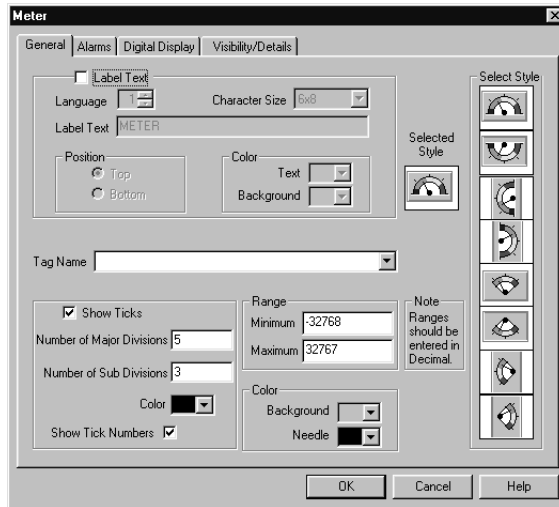 Meter
General Alarms Digital Display Visibility/Details
Label Text
Language 1 Character Size 6x8
Label Text METER
Position
Top
Bottom
Color
Text
Background
Selected
Style
Select Style
Tag Name
Show Ticks
Number of Major Divisions 5
Number of Sub Divisions 3
Color
Show Tick Numbers
Range
Minimum -32768
Maximum 32767
Note
Ranges
should be
entered in
Decimal.
Color
Background
Needle
OK Cancel Help